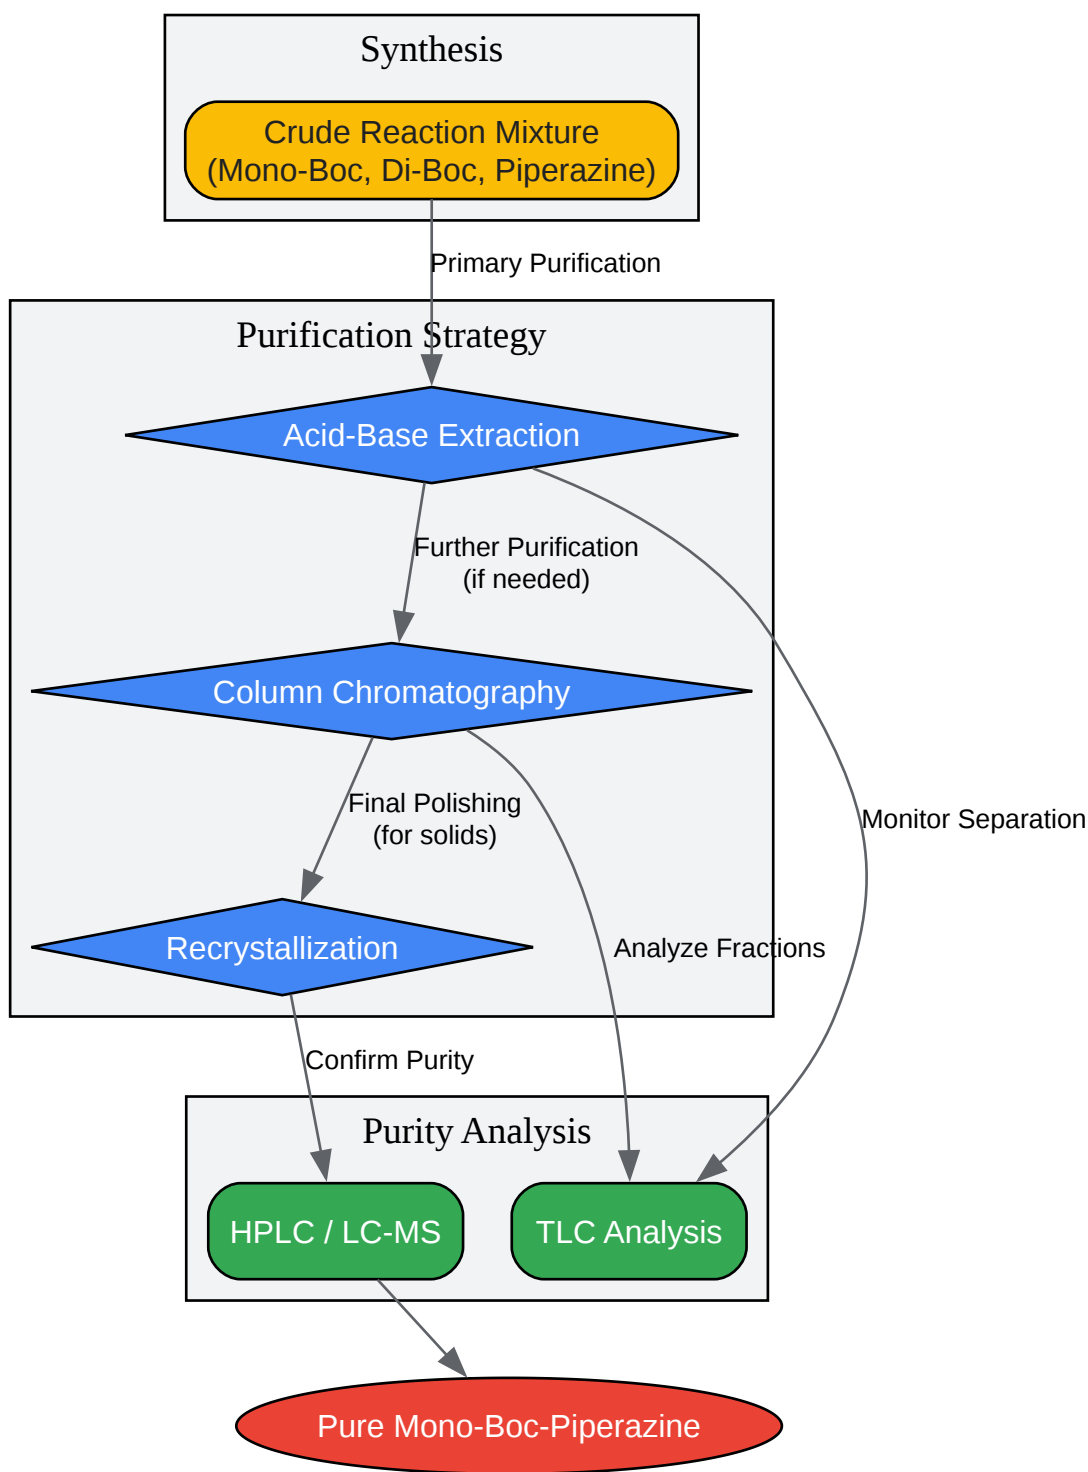 Synthesis
Crude Reaction Mixture
(Mono-Boc, Di-Boc, Piperazine)
Primary Purification
Purification Strategy
Acid-Base Extraction
Further Purification
(if needed)
Column Chromatography
Final Polishing
(for solids)
Monitor Separation
Recrystallization
Analyze Fractions
Confirm Purity
Purity Analysis
HPLC / LC-MS
TLC Analysis
Pure Mono-Boc-Piperazine